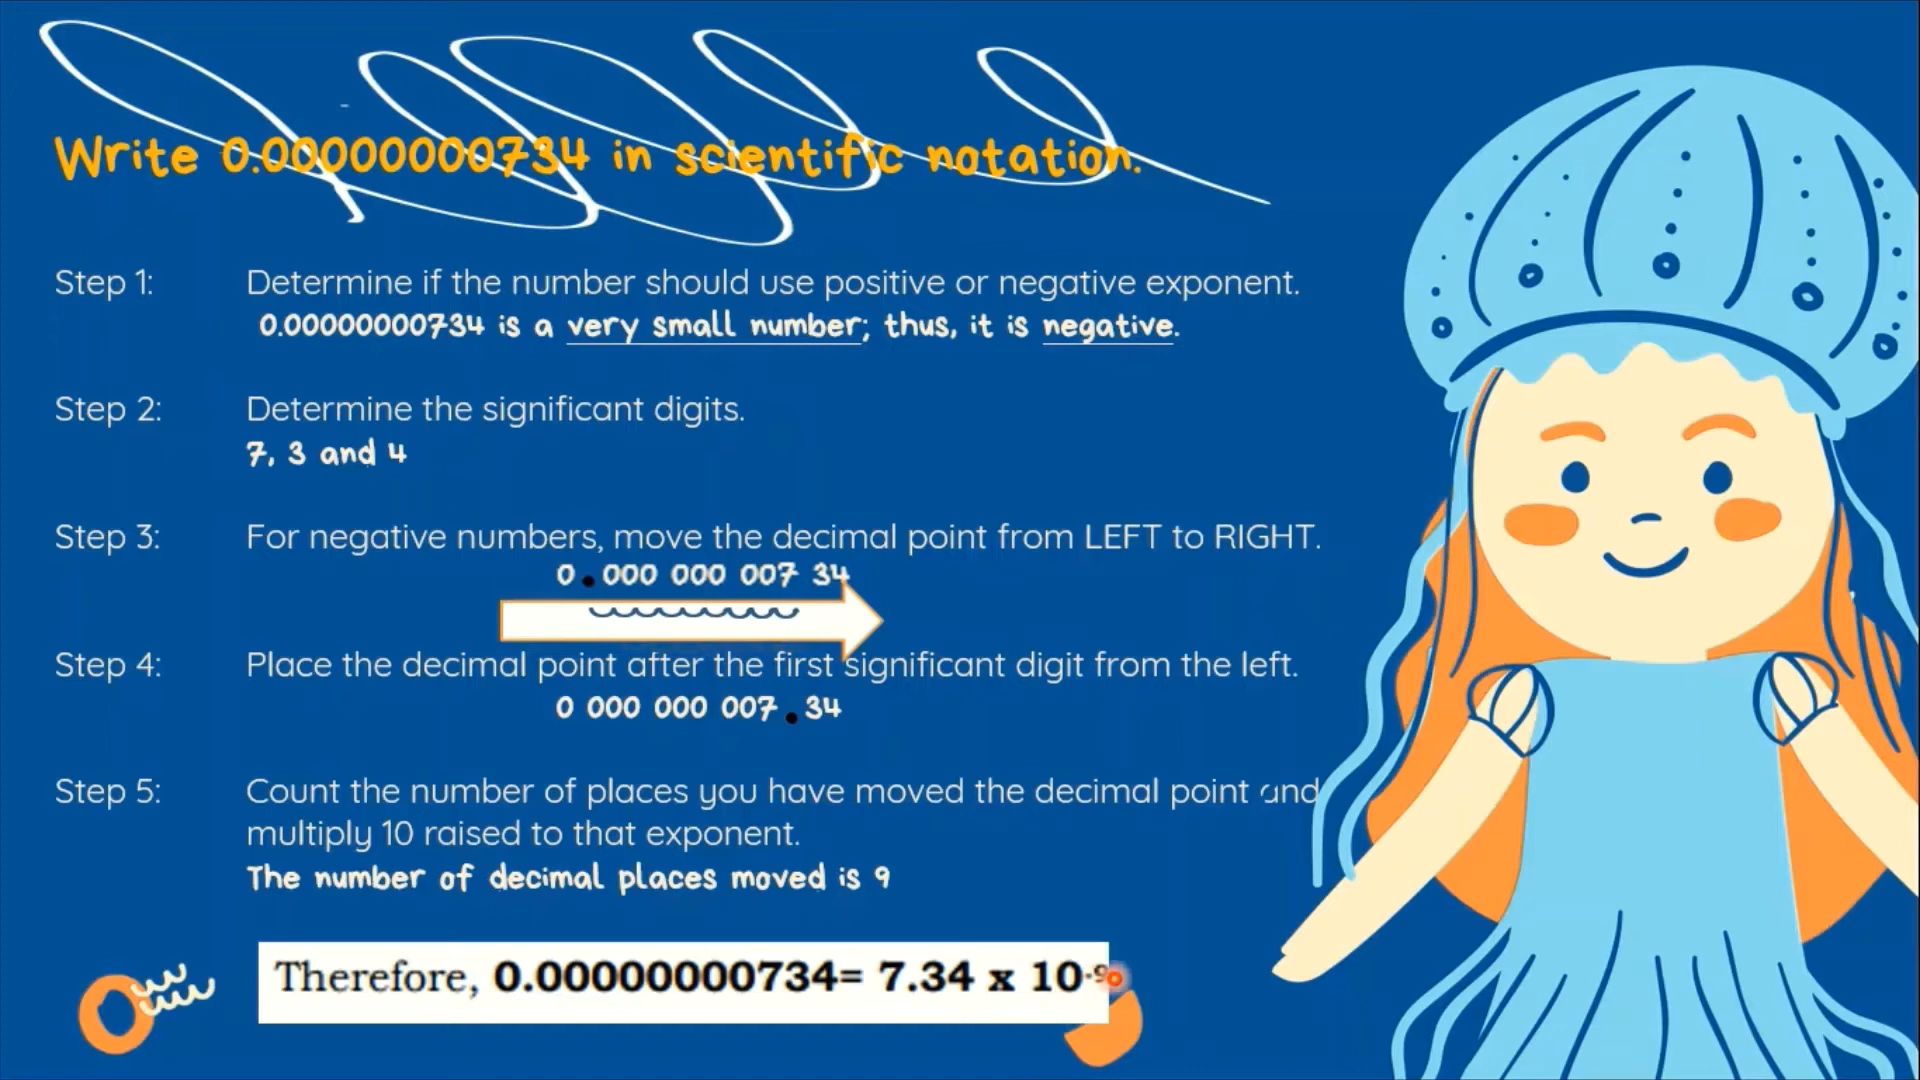 Write 0.00000000734 in scientific notation.
Step 1: Determine if the number should use positive or negative exponent.
0.00000000734 is a very small number; thus, it is negative.
Step 2: Determine the significant digits.
7, 3 and 4
Step 3: For negative numbers, move the decimal point from LEFT to RIGHT.
0.000 000 007 34
Step 4: Place the decimal point after the first significant digit from the left.
0 000 000 007.34
Step 5: Count the number of places you have moved the decimal point and
multiply 10 raised to that exponent.
The number of decimal places moved is 9
Therefore, 0.00000000734= 7.34 x 10-9